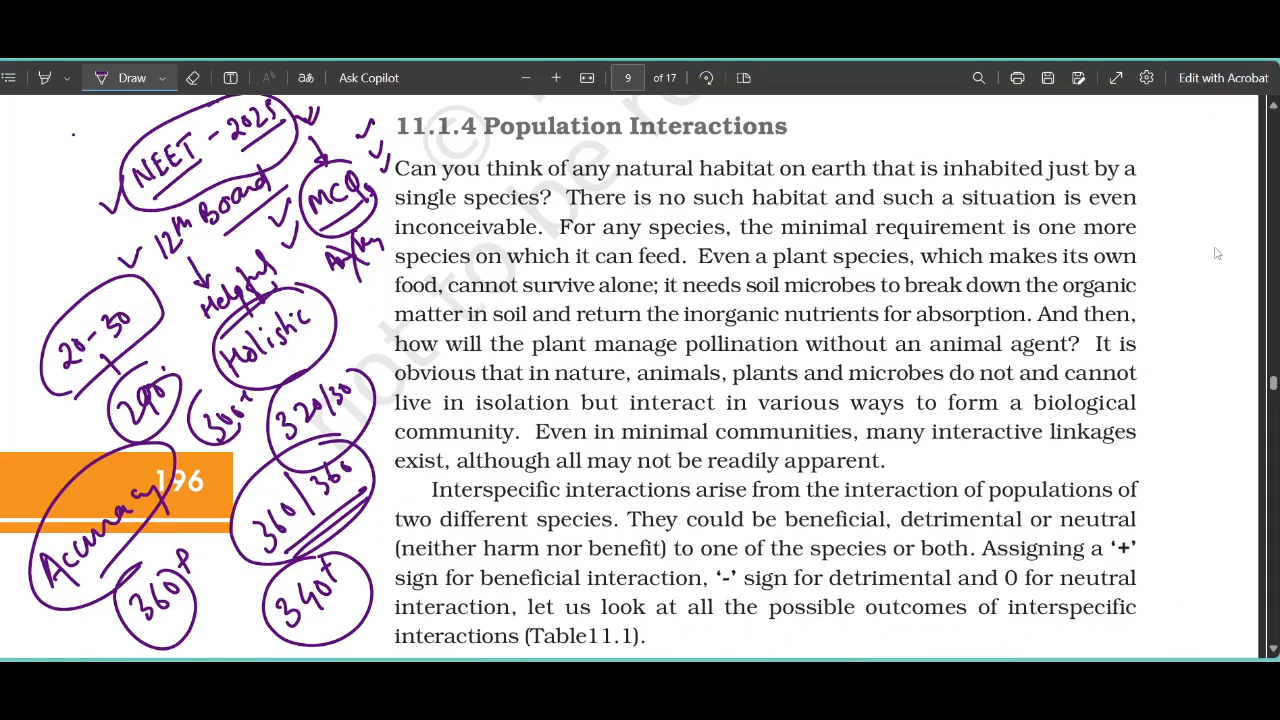 Draw
aあ
Ask Copilot
9
of 17
Edit with Acrobat
NEET - 2025
12th Board
MCQs
Helpful
Holistic
20-30
290
300+
320/30
360/360
340+
Accuracy
360+
196
11.1.4 Population Interactions
Can you think of any natural habitat on earth that is inhabited just by a
single species? There is no such habitat and such a situation is even
inconceivable. For any species, the minimal requirement is one more
species on which it can feed. Even a plant species, which makes its own
food, cannot survive alone; it needs soil microbes to break down the organic
matter in soil and return the inorganic nutrients for absorption. And then,
how will the plant manage pollination without an animal agent? It is
obvious that in nature, animals, plants and microbes do not and cannot
live in isolation but interact in various ways to form a biological
community. Even in minimal communities, many interactive linkages
exist, although all may not be readily apparent.
Interspecific interactions arise from the interaction of populations of
two different species. They could be beneficial, detrimental or neutral
(neither harm nor benefit) to one of the species or both. Assigning a ‘+’
sign for beneficial interaction, ‘-’ sign for detrimental and 0 for neutral
interaction, let us look at all the possible outcomes of interspecific
interactions (Table11.1).
©
not to be re